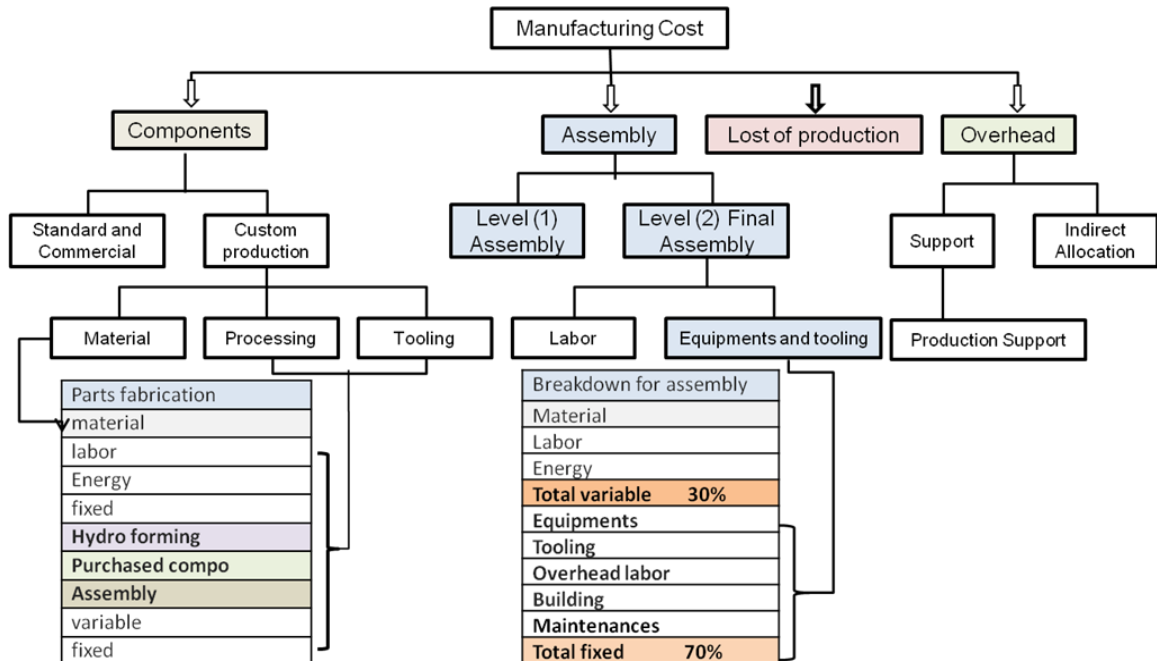 Manufacturing Cost
Components
Assembly
Lost of production
Overhead
Standard and
Commercial
Custom
production
Level (1)
Assembly
Level (2) Final
Assembly
Support
Indirect
Allocation
Material
Processing
Tooling
Labor
Equipments and tooling
Production Support
Parts fabrication
material
labor
Energy
fixed
Hydro forming
Purchased compo
Assembly
variable
fixed
Breakdown for assembly
Material
Labor
Energy
Total variable 30%
Equipments
Tooling
Overhead labor
Building
Maintenances
Total fixed 70%